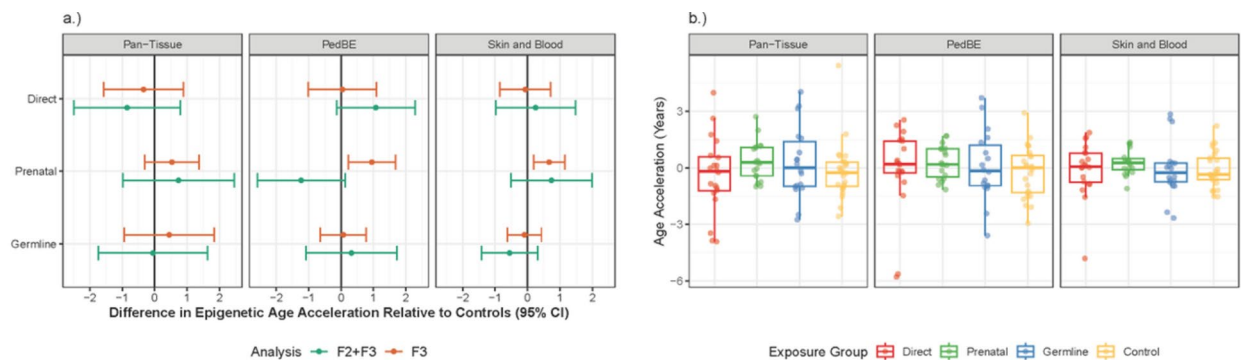 a.)
Pan−Tissue PedBE Skin and Blood
Direct
Prenatal
Germline
−2 −1 0 1 2 −2 −1 0 1 2 −2 −1 0 1 2
Difference in Epigenetic Age Acceleration Relative to Controls (95% CI)
Analysis F2+F3 F3
b.)
Pan−Tissue PedBE Skin and Blood
Age Acceleration (Years)
3
0
−3
−6
Exposure Group Direct Prenatal Germline Control